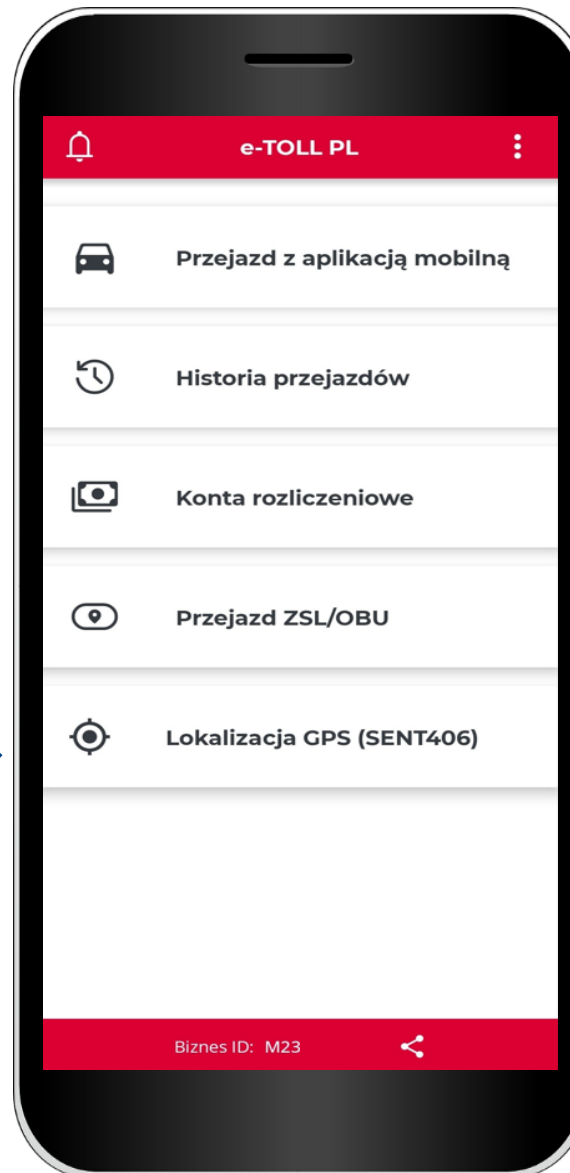 e-TOLL PL
Przejazd z aplikacją mobilną
Historia przejazdów
Konta rozliczeniowe
Przejazd ZSL/OBU
Lokalizacja GPS (SENT406)
Biznes ID: M23